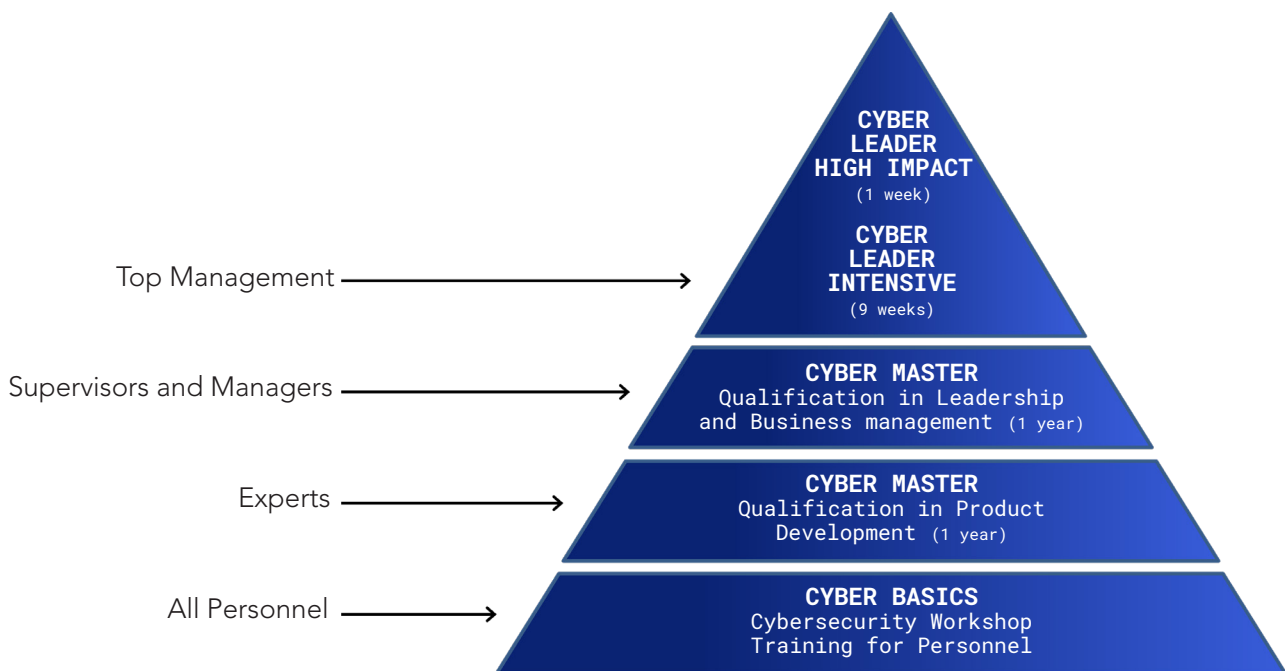 CYBER
LEADER
HIGH IMPACT
(1 week)
CYBER
LEADER
INTENSIVE
(9 weeks)
Top Management
Supervisors and Managers
CYBER MASTER
Qualification in Leadership
and Business management (1 year)
Experts
CYBER MASTER
Qualification in Product
Development (1 year)
All Personnel
CYBER BASICS
Cybersecurity Workshop
Training for Personnel